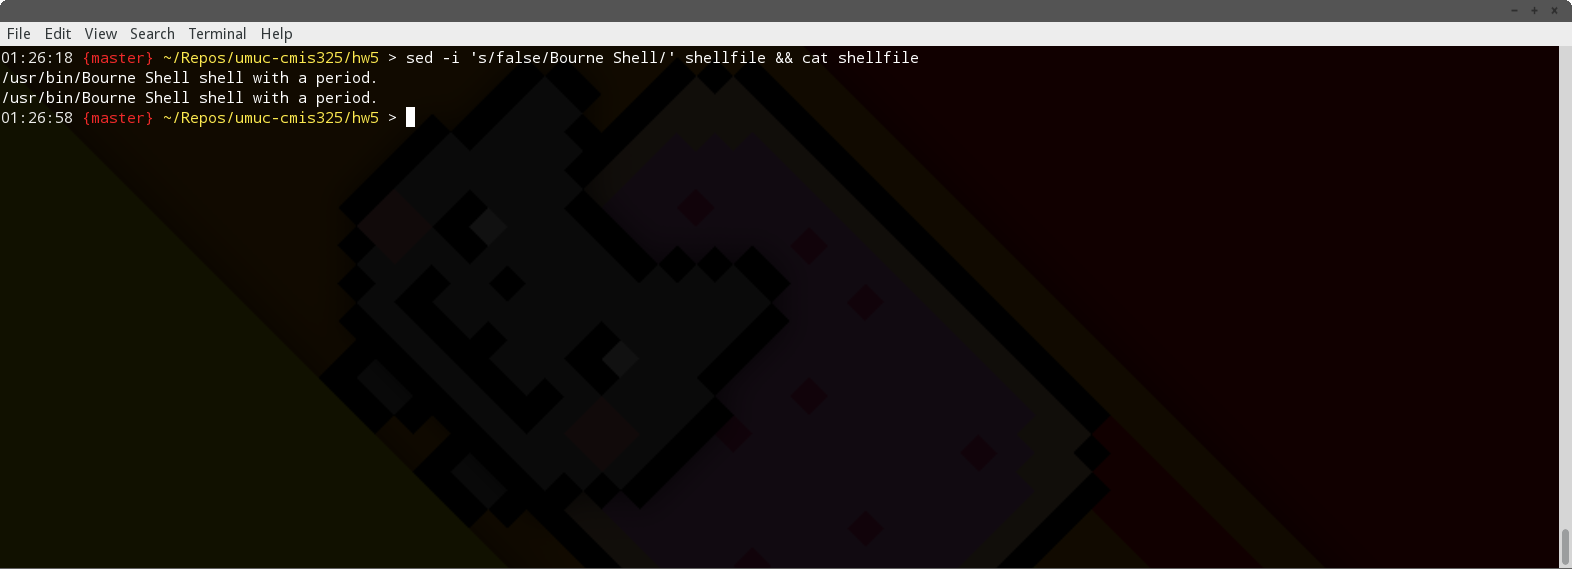 File Edit View Search Terminal Help
01:26:18 {master} ~/Repos/umuc-cmis325/hw5 > sed -i 's/false/Bourne Shell/' shellfile && cat shellfile
/usr/bin/Bourne Shell shell with a period.
/usr/bin/Bourne Shell shell with a period.
01:26:58 {master} ~/Repos/umuc-cmis325/hw5 >